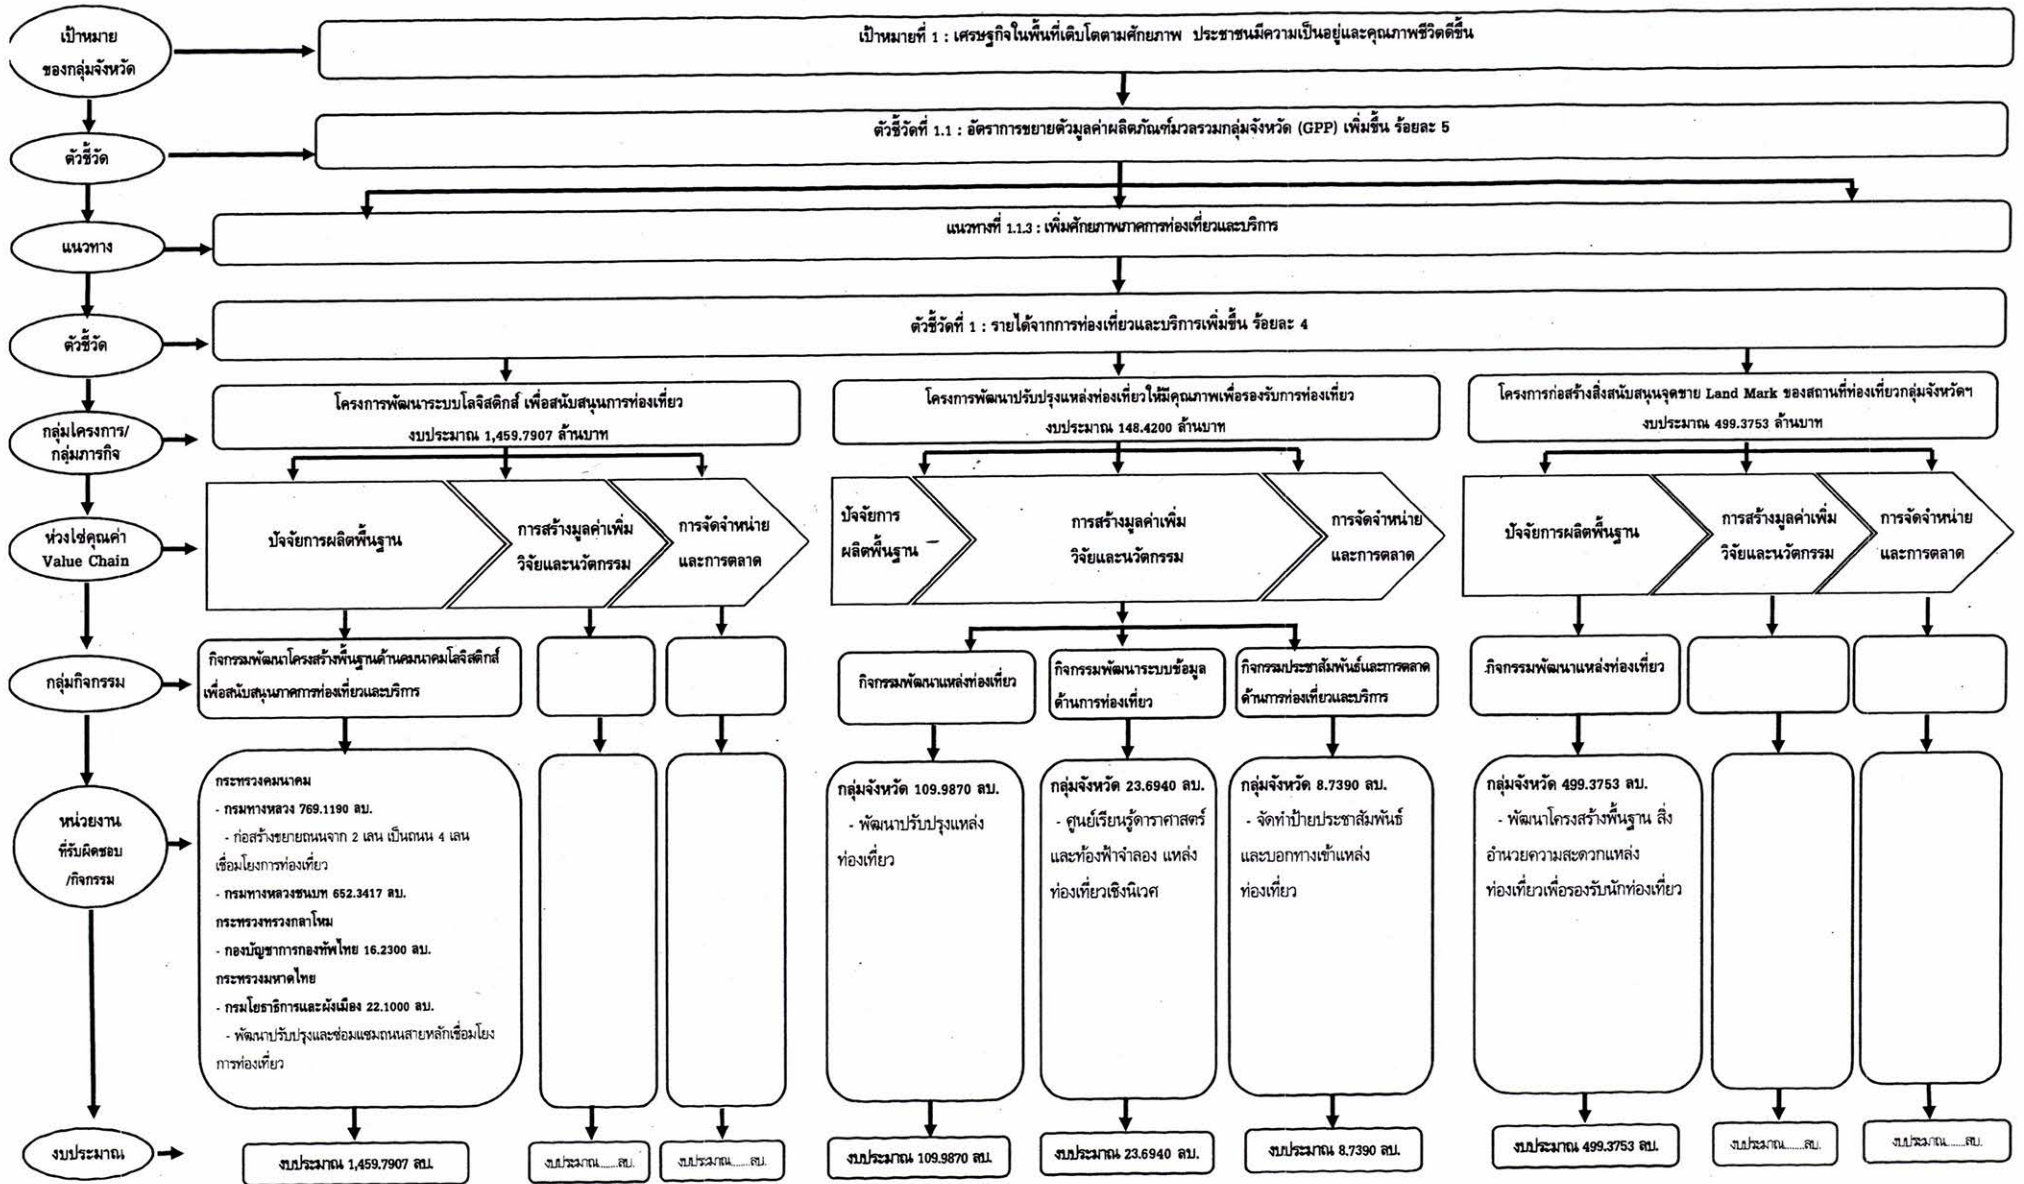 เป้าหมาย
ของกลุ่มจังหวัด
เป้าหมายที่ 1 : เศรษฐกิจในพื้นที่เติบโตตามศักยภาพ ประชาชนมีความเป็นอยู่และคุณภาพชีวิตดีขึ้น
ตัวชี้วัด
ตัวชี้วัดที่ 1.1 : อัตราการขยายตัวมูลค่าผลิตภัณฑ์มวลรวมกลุ่มจังหวัด (GPP) เพิ่มขึ้น ร้อยละ 5
แนวทาง
แนวทางที่ 1.1.3 : เพิ่มศักยภาพภาคการท่องเที่ยวและบริการ
ตัวชี้วัด
ตัวชี้วัดที่ 1 : รายได้จากการท่องเที่ยวและบริการเพิ่มขึ้น ร้อยละ 4
กลุ่มโครงการ/
กลุ่มภารกิจ
โครงการพัฒนาระบบโลจิสติกส์ เพื่อสนับสนุนการท่องเที่ยว
งบประมาณ 1,459.7907 ล้านบาท
โครงการพัฒนาปรับปรุงแหล่งท่องเที่ยวให้มีคุณภาพเพื่อรองรับการท่องเที่ยว
งบประมาณ 148.4200 ล้านบาท
โครงการก่อสร้างสิ่งสนับสนุนจุดขาย Land Mark ของสถานที่ท่องเที่ยวกลุ่มจังหวัดฯ
งบประมาณ 499.3753 ล้านบาท
ห่วงโซ่คุณค่า
Value Chain
ปัจจัยการผลิตพื้นฐาน
การสร้างมูลค่าเพิ่ม
วิจัยและนวัตกรรม
การจัดจำหน่าย
และการตลาด
ปัจจัยการ
ผลิตพื้นฐาน
การสร้างมูลค่าเพิ่ม
วิจัยและนวัตกรรม
การจัดจำหน่าย
และการตลาด
ปัจจัยการผลิตพื้นฐาน
การสร้างมูลค่าเพิ่ม
วิจัยและนวัตกรรม
การจัดจำหน่าย
และการตลาด
กลุ่มกิจกรรม
กิจกรรมพัฒนาโครงสร้างพื้นฐานด้านคมนาคมโลจิสติกส์
เพื่อสนับสนุนภาคการท่องเที่ยวและบริการ
กิจกรรมพัฒนาแหล่งท่องเที่ยว
กิจกรรมพัฒนาระบบข้อมูล
ด้านการท่องเที่ยว
กิจกรรมประชาสัมพันธ์และการตลาด
ด้านการท่องเที่ยวและบริการ
กิจกรรมพัฒนาแหล่งท่องเที่ยว
หน่วยงาน
ที่รับผิดชอบ
/กิจกรรม
กระทรวงคมนาคม
- กรมทางหลวง 769.1190 ลบ.
- ก่อสร้างขยายถนนจาก 2 เลน เป็นถนน 4 เลน
เชื่อมโยงการท่องเที่ยว
- กรมทางหลวงชนบท 652.3417 ลบ.
กระทรวงทรวงกลาโหม
- กองบัญชาการกองทัพไทย 16.2300 ลบ.
กระทรวงมหาดไทย
- กรมโยธาธิการและผังเมือง 22.1000 ลบ.
- พัฒนาปรับปรุงและซ่อมแซมถนนสายหลักเชื่อมโยง
การท่องเที่ยว
กลุ่มจังหวัด 109.9870 ลบ.
- พัฒนาปรับปรุงแหล่ง
ท่องเที่ยว
กลุ่มจังหวัด 23.6940 ลบ.
- ศูนย์เรียนรู้ดาราศาสตร์
และท้องฟ้าจำลอง แหล่ง
ท่องเที่ยวเชิงนิเวศ
กลุ่มจังหวัด 8.7390 ลบ.
- จัดทำป้ายประชาสัมพันธ์
และบอกทางเข้าแหล่ง
ท่องเที่ยว
กลุ่มจังหวัด 499.3753 ลบ.
- พัฒนาโครงสร้างพื้นฐาน สิ่ง
อำนวยความสะดวกแหล่ง
ท่องเที่ยวเพื่อรองรับนักท่องเที่ยว
งบประมาณ
งบประมาณ 1,459.7907 ลบ.
งบประมาณ.......ลบ.
งบประมาณ.......ลบ.
งบประมาณ 109.9870 ลบ.
งบประมาณ 23.6940 ลบ.
งบประมาณ 8.7390 ลบ.
งบประมาณ 499.3753 ลบ.
งบประมาณ.......ลบ.
งบประมาณ.......ลบ.